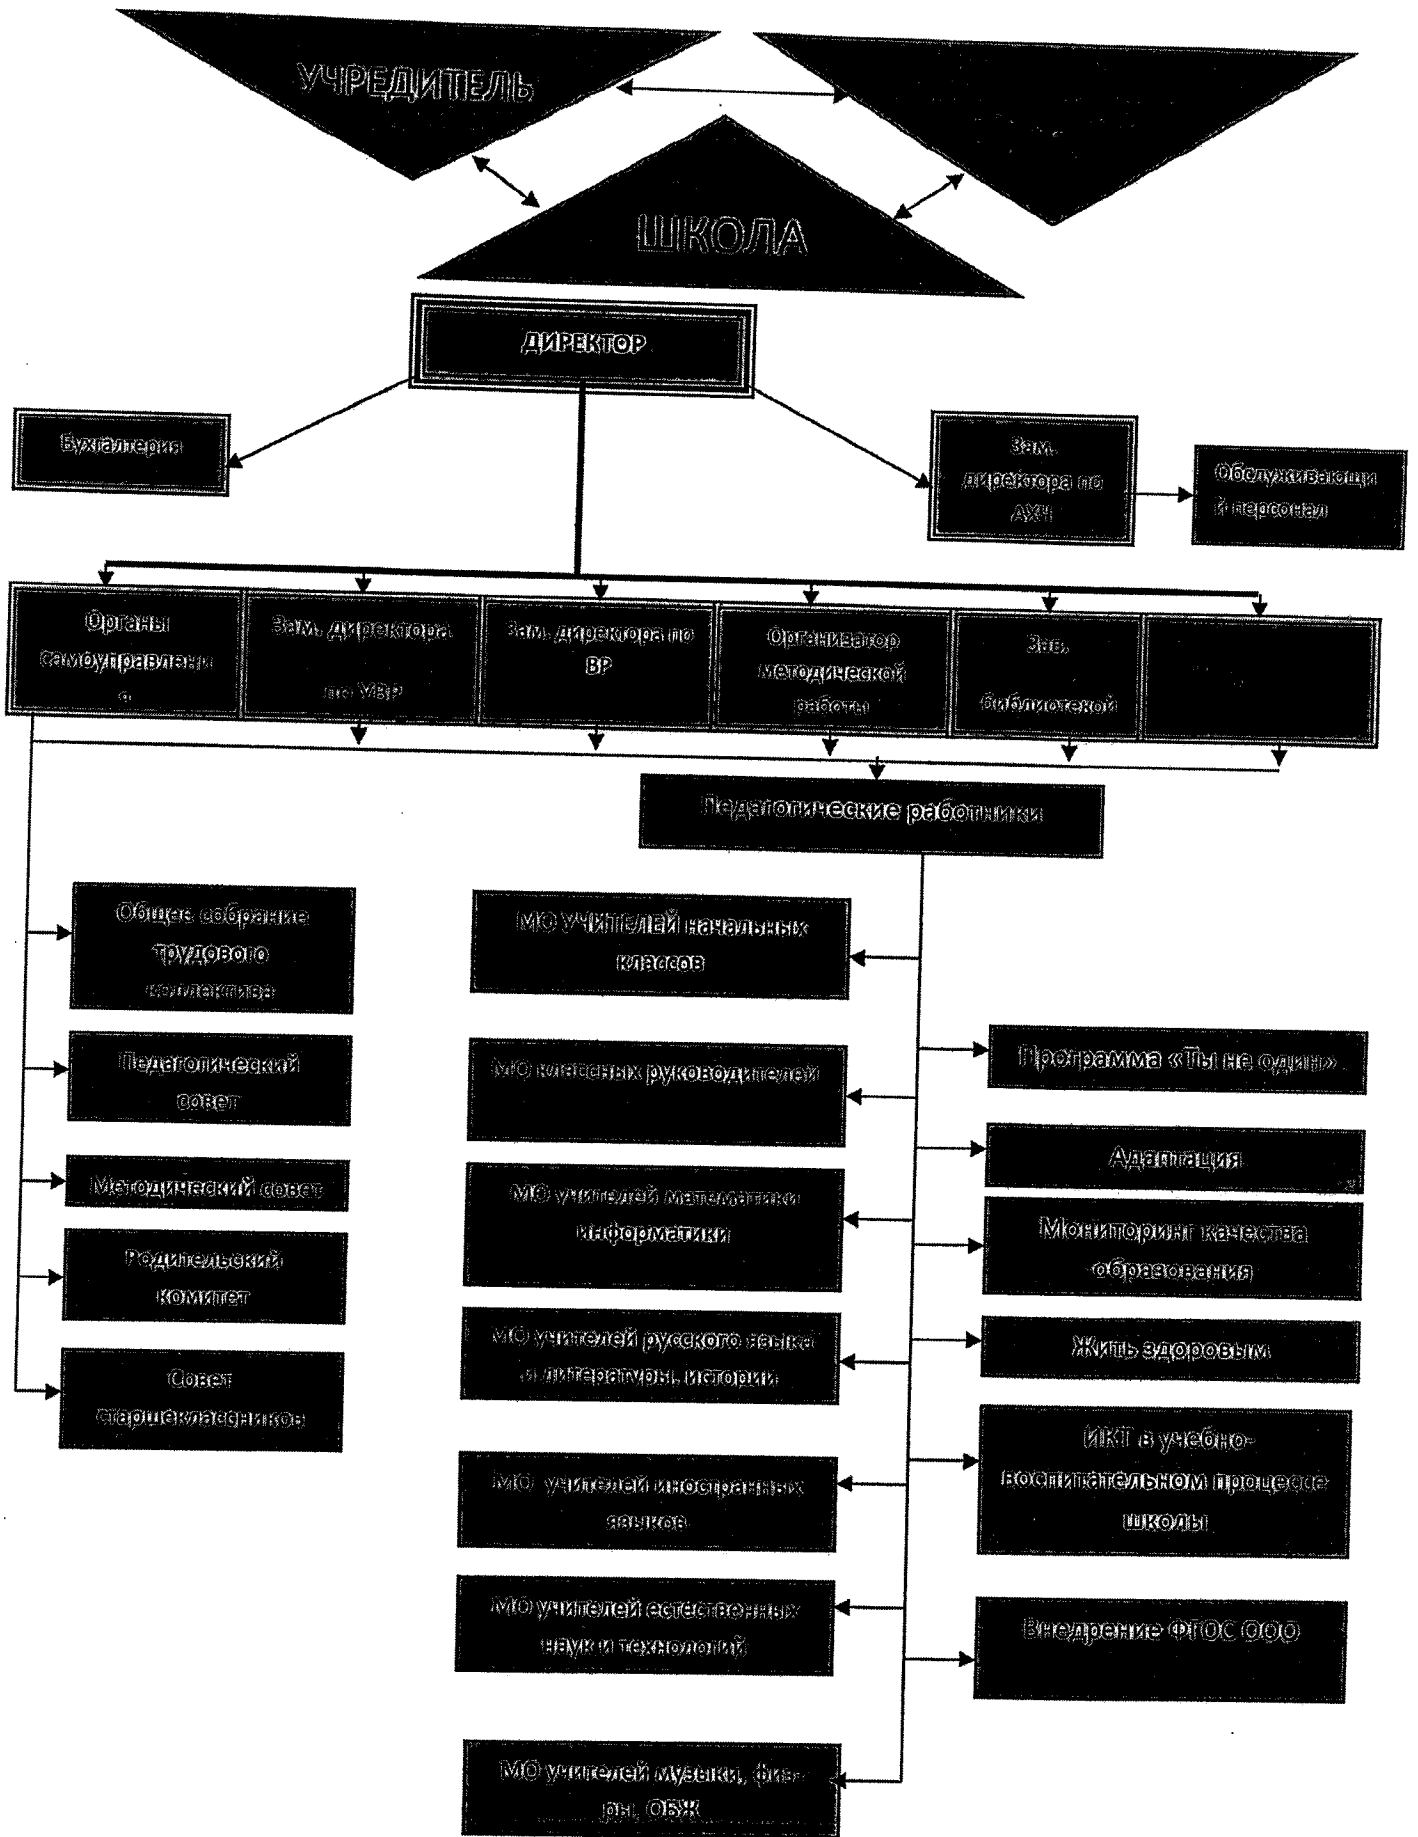 УЧРЕДИТЕЛЬ
ШКОЛА
ДИРЕКТОР
Бухгалтерия
Зам.
директора по
АХЧ
Обслуживающи
й персонал
Органы
самоуправлени
я
Зам. директора
по УВР
Зам. директора по
ВР
Организатор
методической
работы
Зав.
библиотекой
Педагогические работники
Общее собрание
трудового
коллектива
Педагогический
совет
Методический совет
Родительский
комитет
Совет
старшеклассников
МО УЧИТЕЛЕЙ начальных
классов
МО классных руководителей
МО учителей математики
информатики
МО учителей русского языка
и литературы, истории
МО учителей иностранных
языков
МО учителей естественных
наук и технологий
МО учителей музыки, физ-
ры, ОБЖ
Программа «Ты не один»
Адаптация
Мониторинг качества
образования
Жить здоровым
ИКТ в учебно-
воспитательном процессе
школы
Внедрение ФГОС ООО